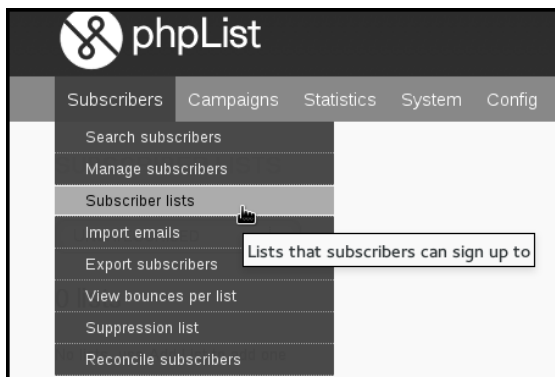 phpList
Subscribers Campaigns Statistics System Config
Search subscribers
Manage subscribers
Subscriber lists
Import emails
Lists that subscribers can sign up to
Export subscribers
View bounces per list
Suppression list
Reconcile subscribers